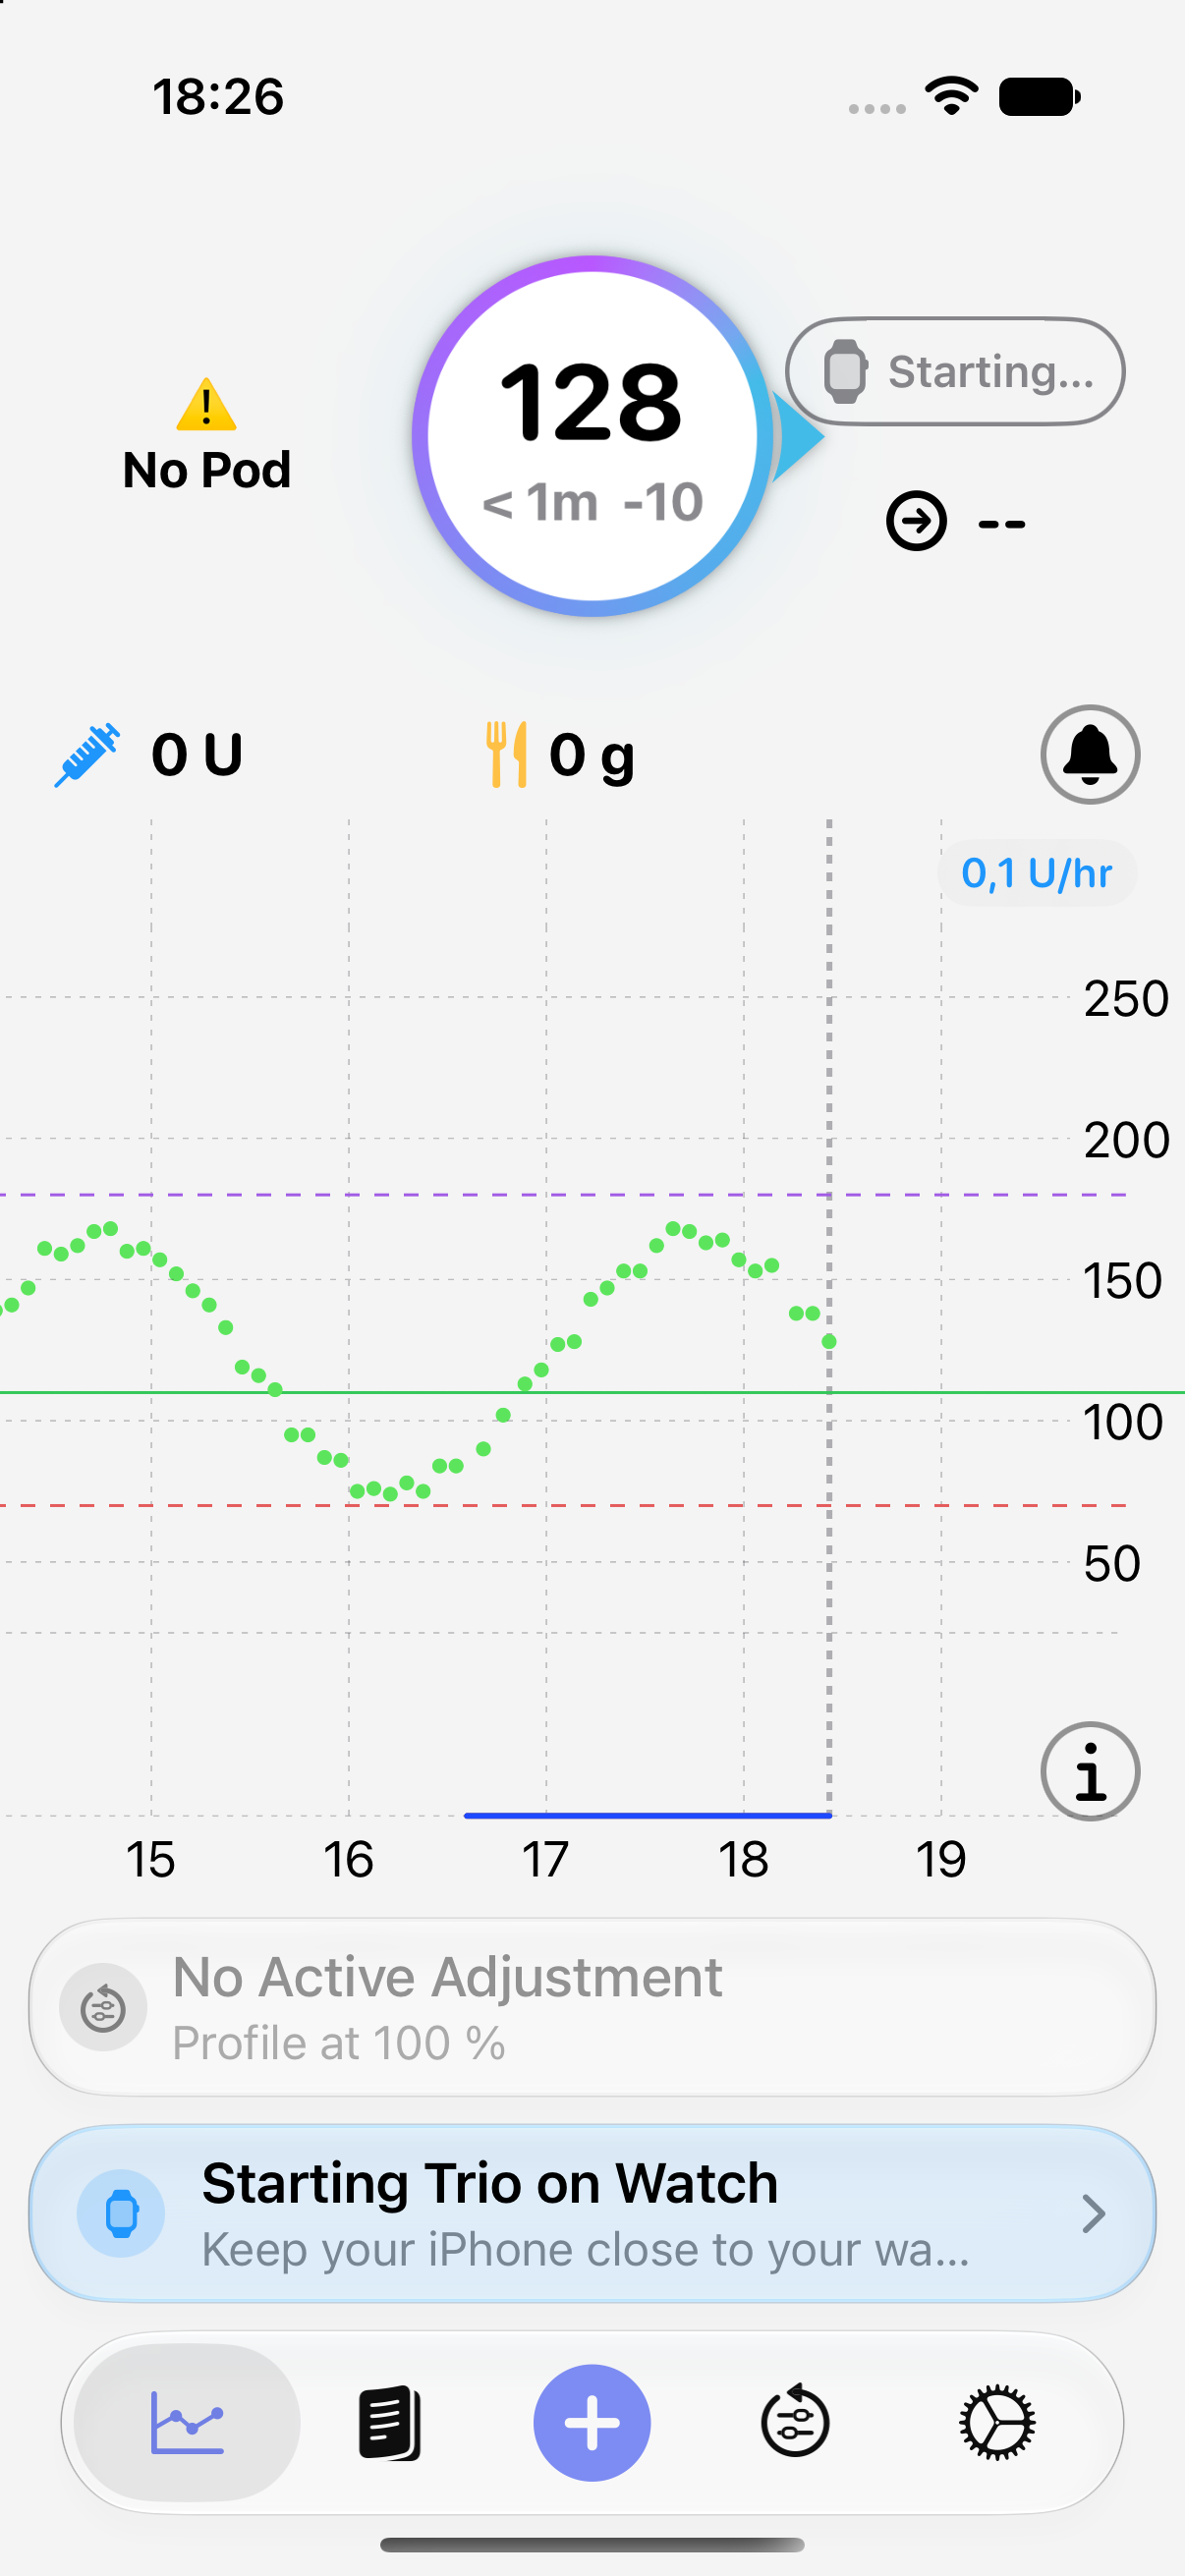 18:26
128
< 1m -10
Starting...
No Pod
--
0 U
0 g
0,1 U/hr
250
200
150
100
50
15 16 17 18 19
No Active Adjustment
Profile at 100 %
Starting Trio on Watch
Keep your iPhone close to your wa...